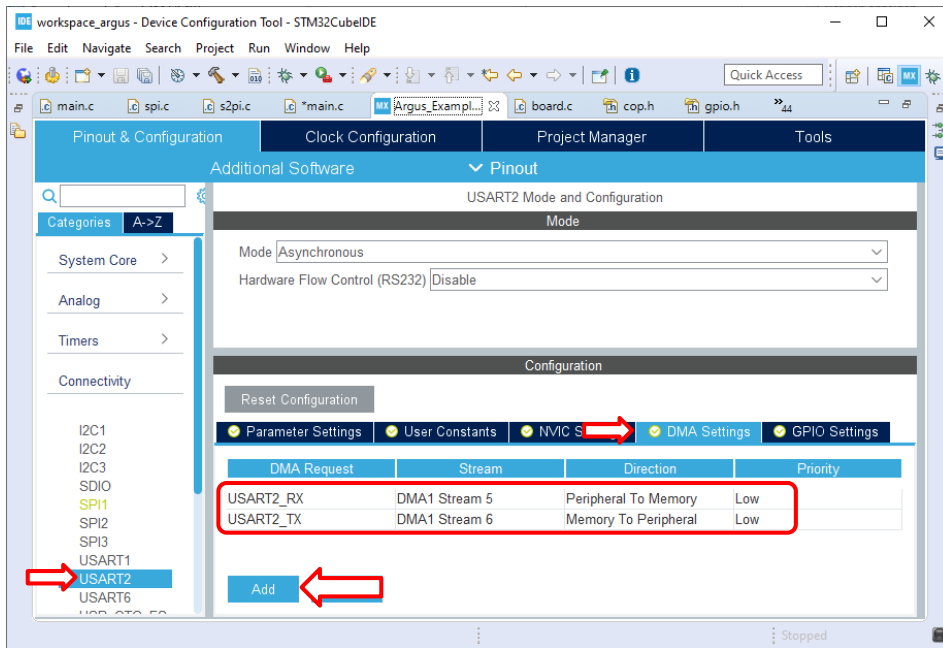 IDE workspace_argus - Device Configuration Tool - STM32CubeIDE
File Edit Navigate Search Project Run Window Help
010 Quick Access MX
main.c spi.c s2pi.c *main.c MX Argus_Exampl... board.c cop.h gpio.h »44
Pinout & Configuration Clock Configuration Project Manager Tools
Additional Software Pinout
USART2 Mode and Configuration
Categories A->Z
Mode
System Core
Mode Asynchronous
Hardware Flow Control (RS232) Disable
Analog
Timers
Configuration
Connectivity
Reset Configuration
Parameter Settings User Constants NVIC DMA Settings GPIO Settings
I2C1
I2C2
I2C3
SDIO
SPI1
SPI2
SPI3
USART1
USART2
USART6
DMA Request Stream Direction Priority
USART2_RX DMA1 Stream 5 Peripheral To Memory Low
USART2_TX DMA1 Stream 6 Memory To Peripheral Low
Add
Stopped